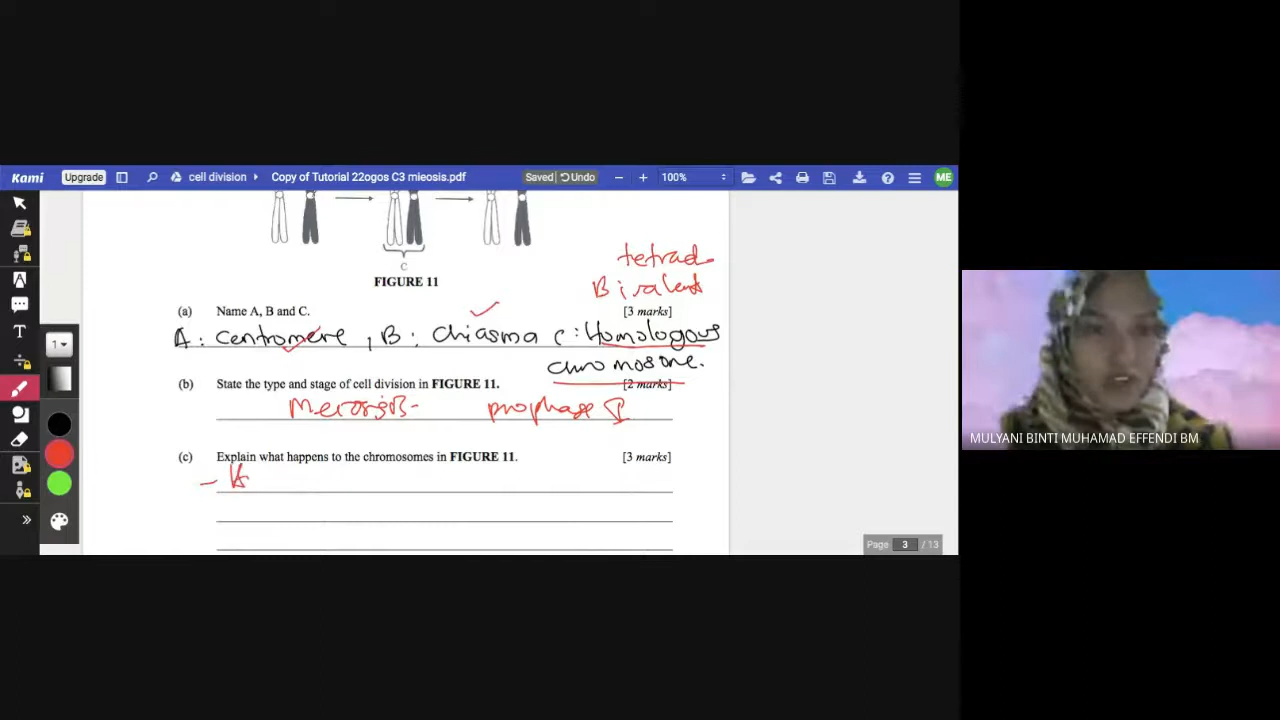 Kami Upgrade cell division Copy of Tutorial 22ogos C3 mieosis.pdf Saved Undo 100% ME
C
FIGURE 11
tetrad
Bivalent
(a) Name A, B and C. [3 marks]
A: Centromere, B: Chiasma C: Homologous
chromosome.
(b) State the type and stage of cell division in FIGURE 11. [2 marks]
prophase I
(c) Explain what happens to the chromosomes in FIGURE 11. [3 marks]
1
Page 3 / 13
MULYANI BINTI MUHAMAD EFFENDI BM